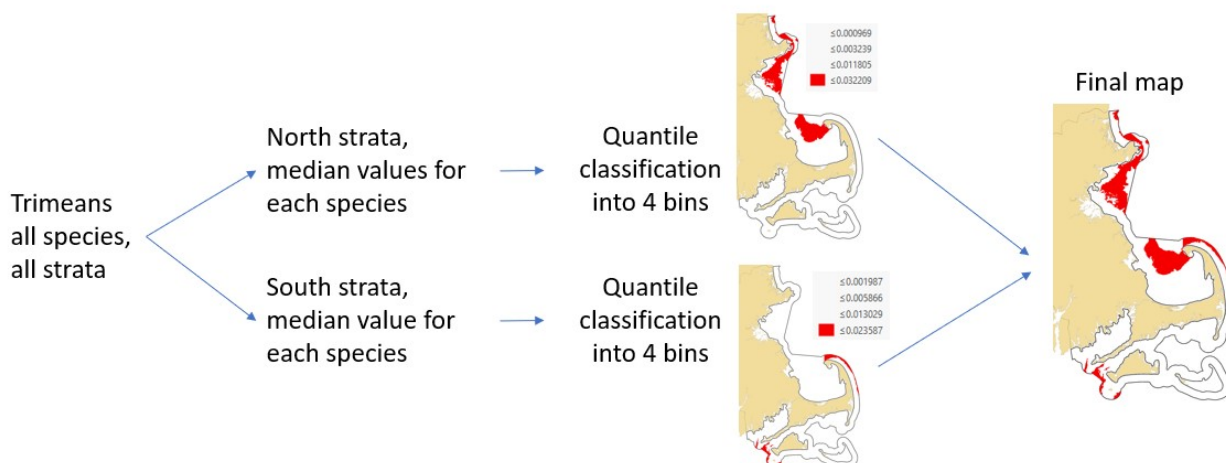 Trimeans
all species,
all strata
North strata,
median values for
each species
Quantile
classification
into 4 bins
≤0.000969
≤0.003239
≤0.011805
≤0.032209
South strata,
median value for
each species
Quantile
classification
into 4 bins
≤0.001987
≤0.005866
≤0.013029
≤0.023587
Final map